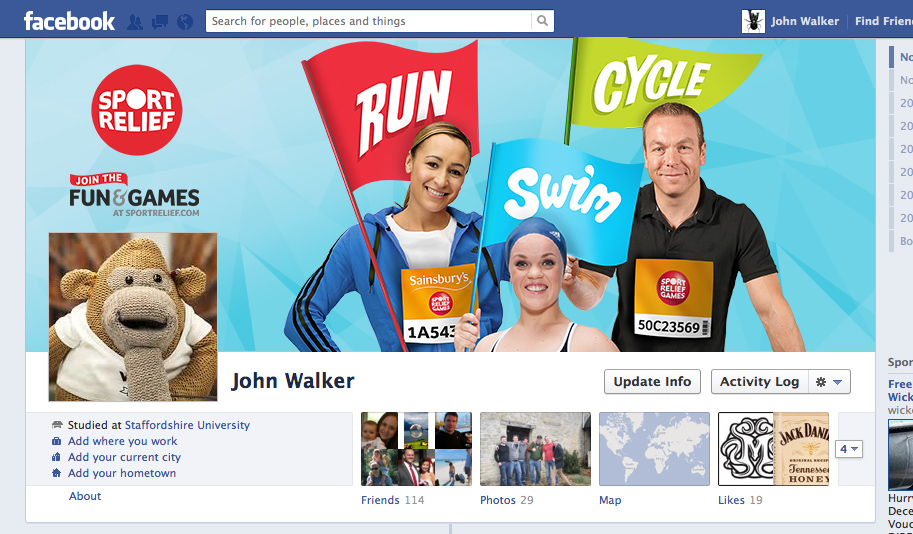 facebook
Search for people, places and things
John Walker
Find Frien
SPORT
RELIEF
JOIN THE
FUN&GAMES
AT SPORTRELIEF.COM
RUN
CYCLE
Swim
Sainsbury's
SPORT
RELIEF
GAMES
1A543
SPORT
RELIEF
GAMES
50C23569
No
No
20
20
20
20
20
20
Bo
John Walker
Update Info
Activity Log
Studied at Staffordshire University
Add where you work
Add your current city
Add your hometown
About
Friends 114
Photos 29
Map
Likes 19
JACK DANI
Tennessee
HONEY
4
Spor
Free
Wick
wicke
Hurry
Dece
Vouc